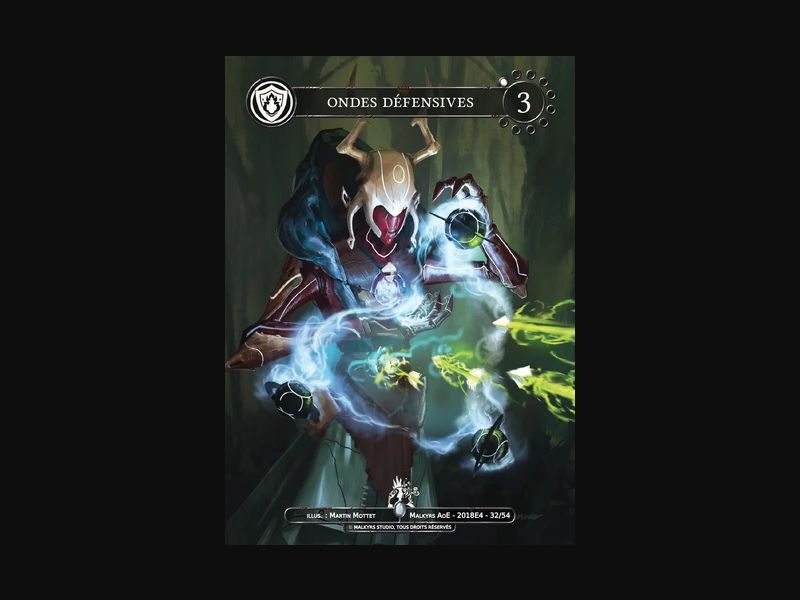 ONDES DÉFENSIVES
3
ILLUS. : MARTIN MOTTET
MALKYRS AOE - 2018E4 - 32/54
© MALKYRS STUDIO, TOUS DROITS RÉSERVÉS